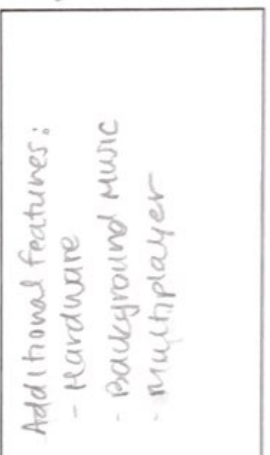 Additional features:
- Hardware
- Background music
- Multiplayer